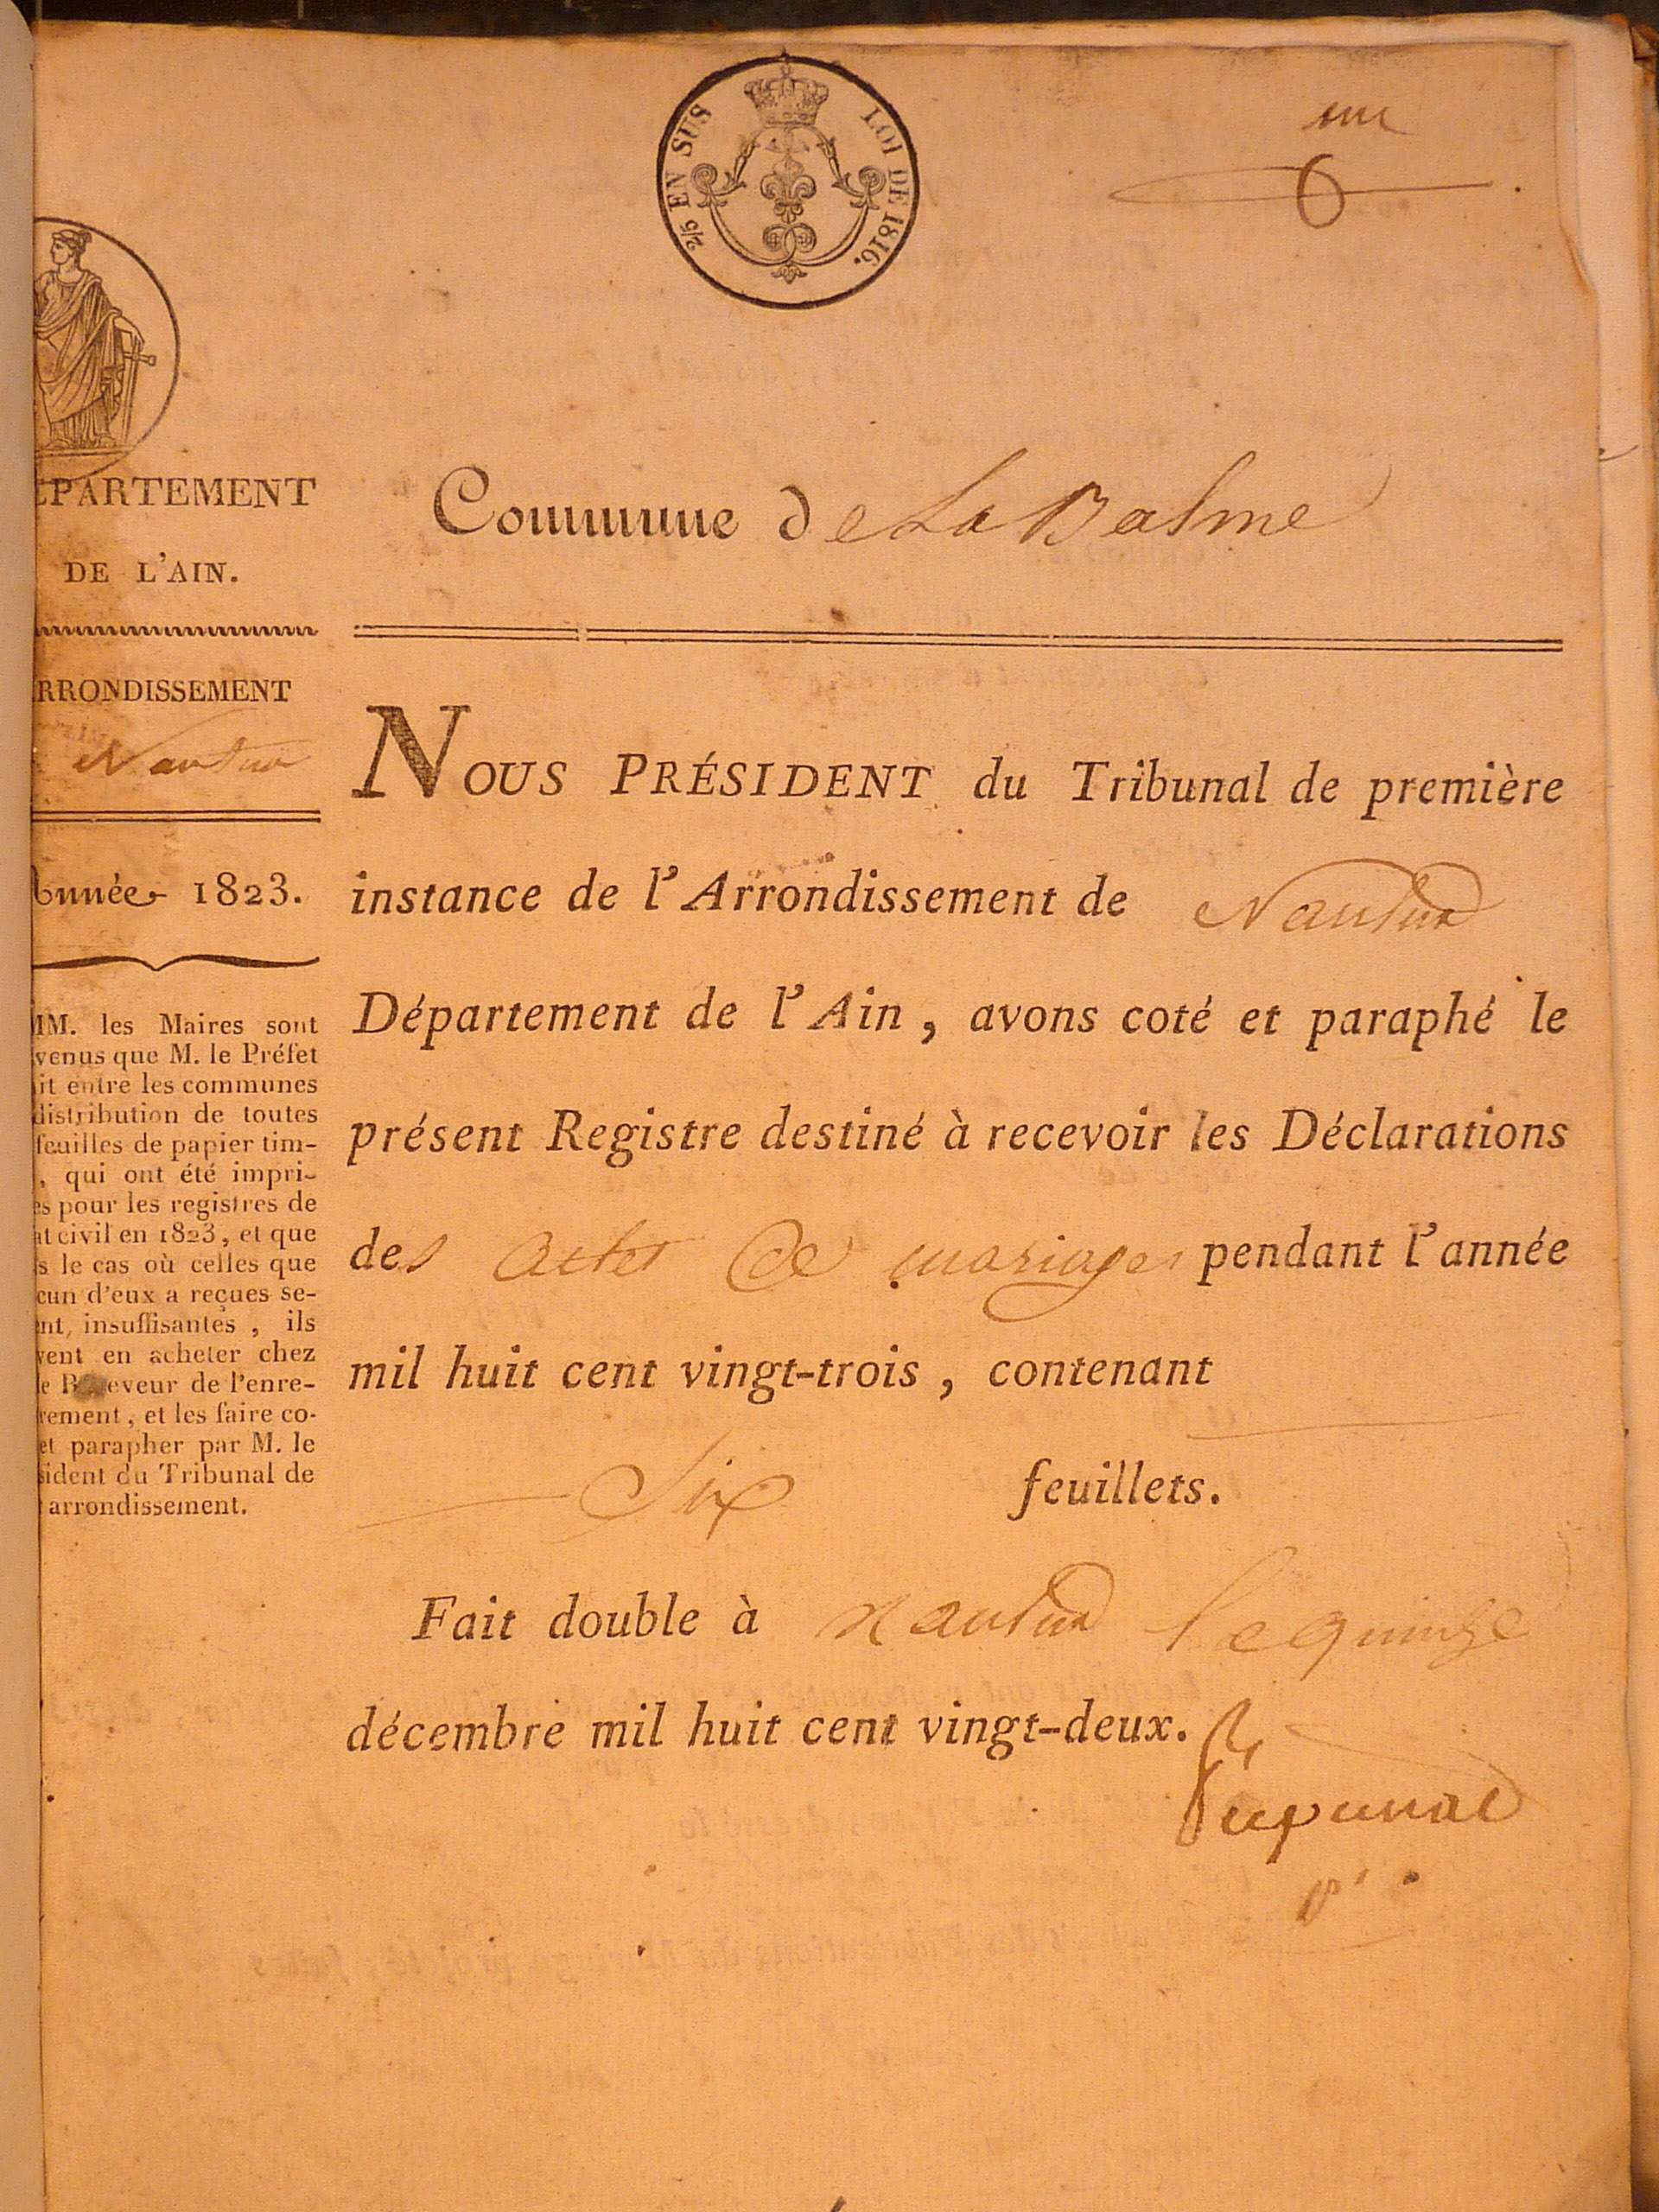 2/5 EN SUS LOI DE 1816.
une
6
EPARTEMENT
DE L'AIN.
RRONDISSEMENT
Nantua
Année 1823.
MM. les Maires sont
venus que M. le Préfet
it entre les communes
distribution de toutes
feuilles de papier tim-
, qui ont été impri-
es pour les registres de
at civil en 1823, et que
s le cas où celles que
cun d'eux a reçues se-
nt, insuffisantes , ils
vent en acheter chez
e Receveur de l'enre-
rement, et les faire co-
et parapher par M. le
sident du Tribunal de
arrondissement.
Commune de La Balme
NOUS PRÉSIDENT du Tribunal de première
instance de l'Arrondissement de Nantua
Département de l'Ain, avons coté et paraphé le
présent Registre destiné à recevoir les Déclarations
des actes de mariages pendant l'année
mil huit cent vingt-trois, contenant
Six feuillets.
Fait double à Nantua le quinze
décembre mil huit cent vingt-deux.